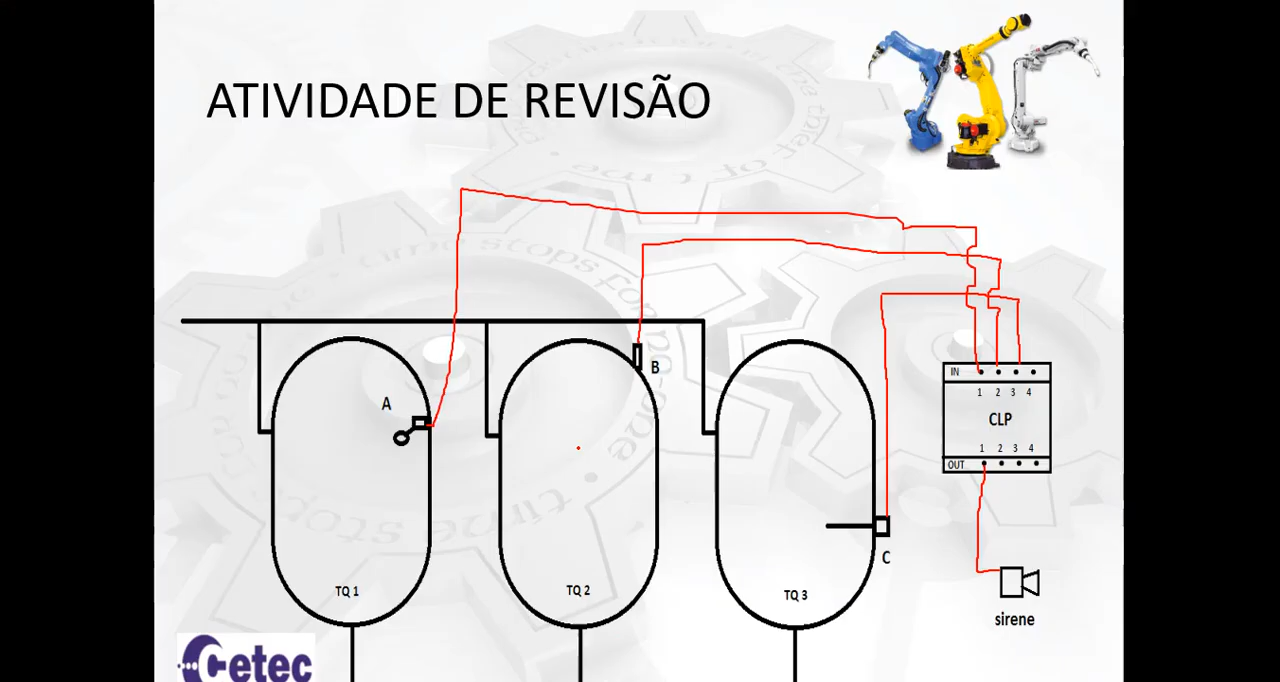 ATIVIDADE DE REVISÃO
A
B
C
IN
1 2 3 4
CLP
1 2 3 4
OUT
TQ 1
TQ 2
TQ 3
sirene
Cetec